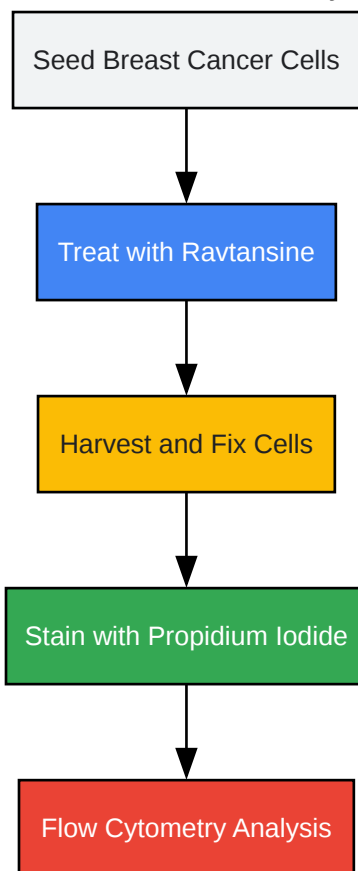 Seed Breast Cancer Cells
Treat with Ravtansine
Harvest and Fix Cells
Stain with Propidium Iodide
Flow Cytometry Analysis